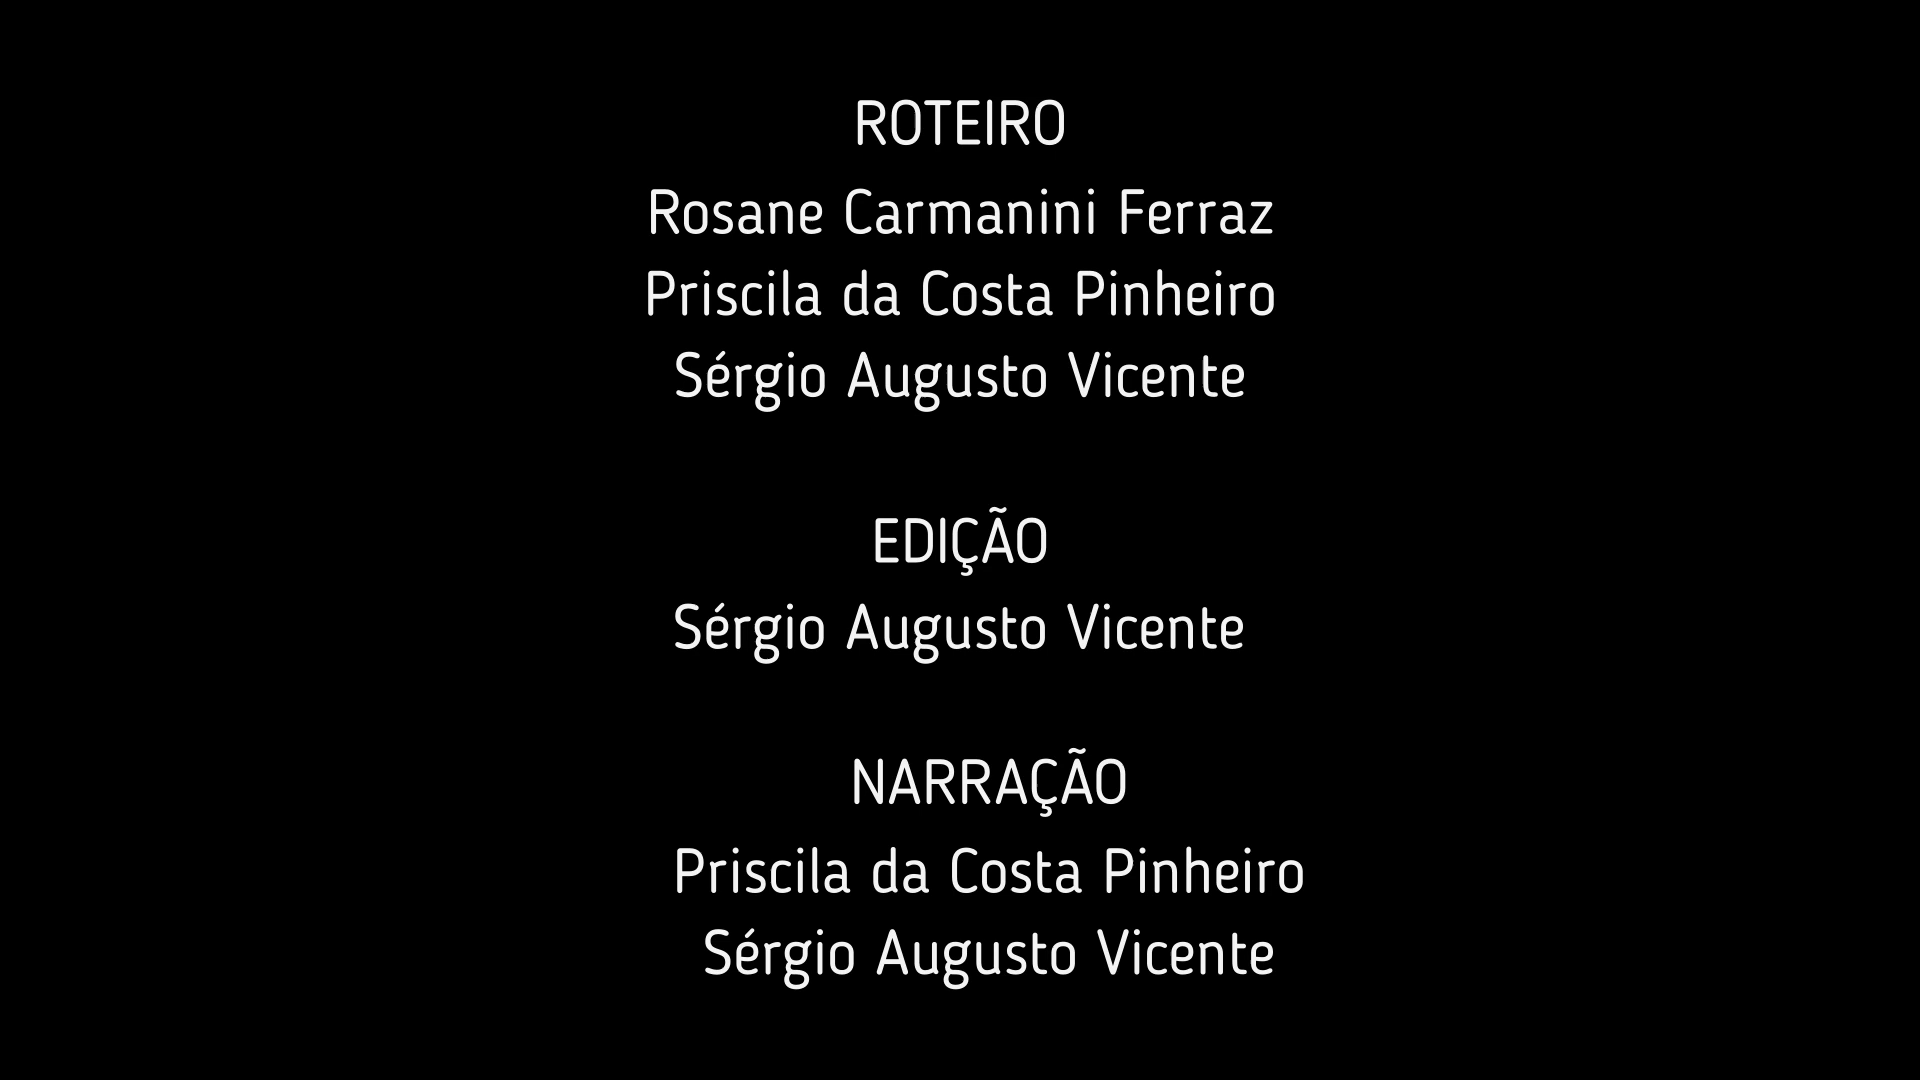 ROTEIRO
Rosane Carmanini Ferraz
Priscila da Costa Pinheiro
Sérgio Augusto Vicente
EDIÇÃO
Sérgio Augusto Vicente
NARRAÇÃO
Priscila da Costa Pinheiro
Sérgio Augusto Vicente